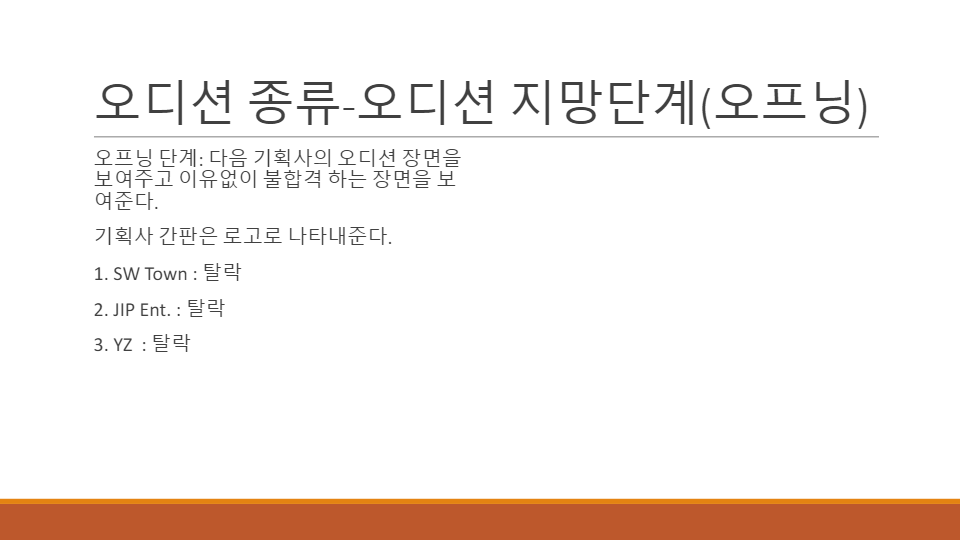 오디션 종류-오디션 지망단계(오프닝)
오프닝 단계: 다음 기획사의 오디션 장면을
보여주고 이유없이 불합격 하는 장면을 보
여준다.
기획사 간판은 로고로 나타내준다.
1. SW Town : 탈락
2. JIP Ent. : 탈락
3. YZ  : 탈락